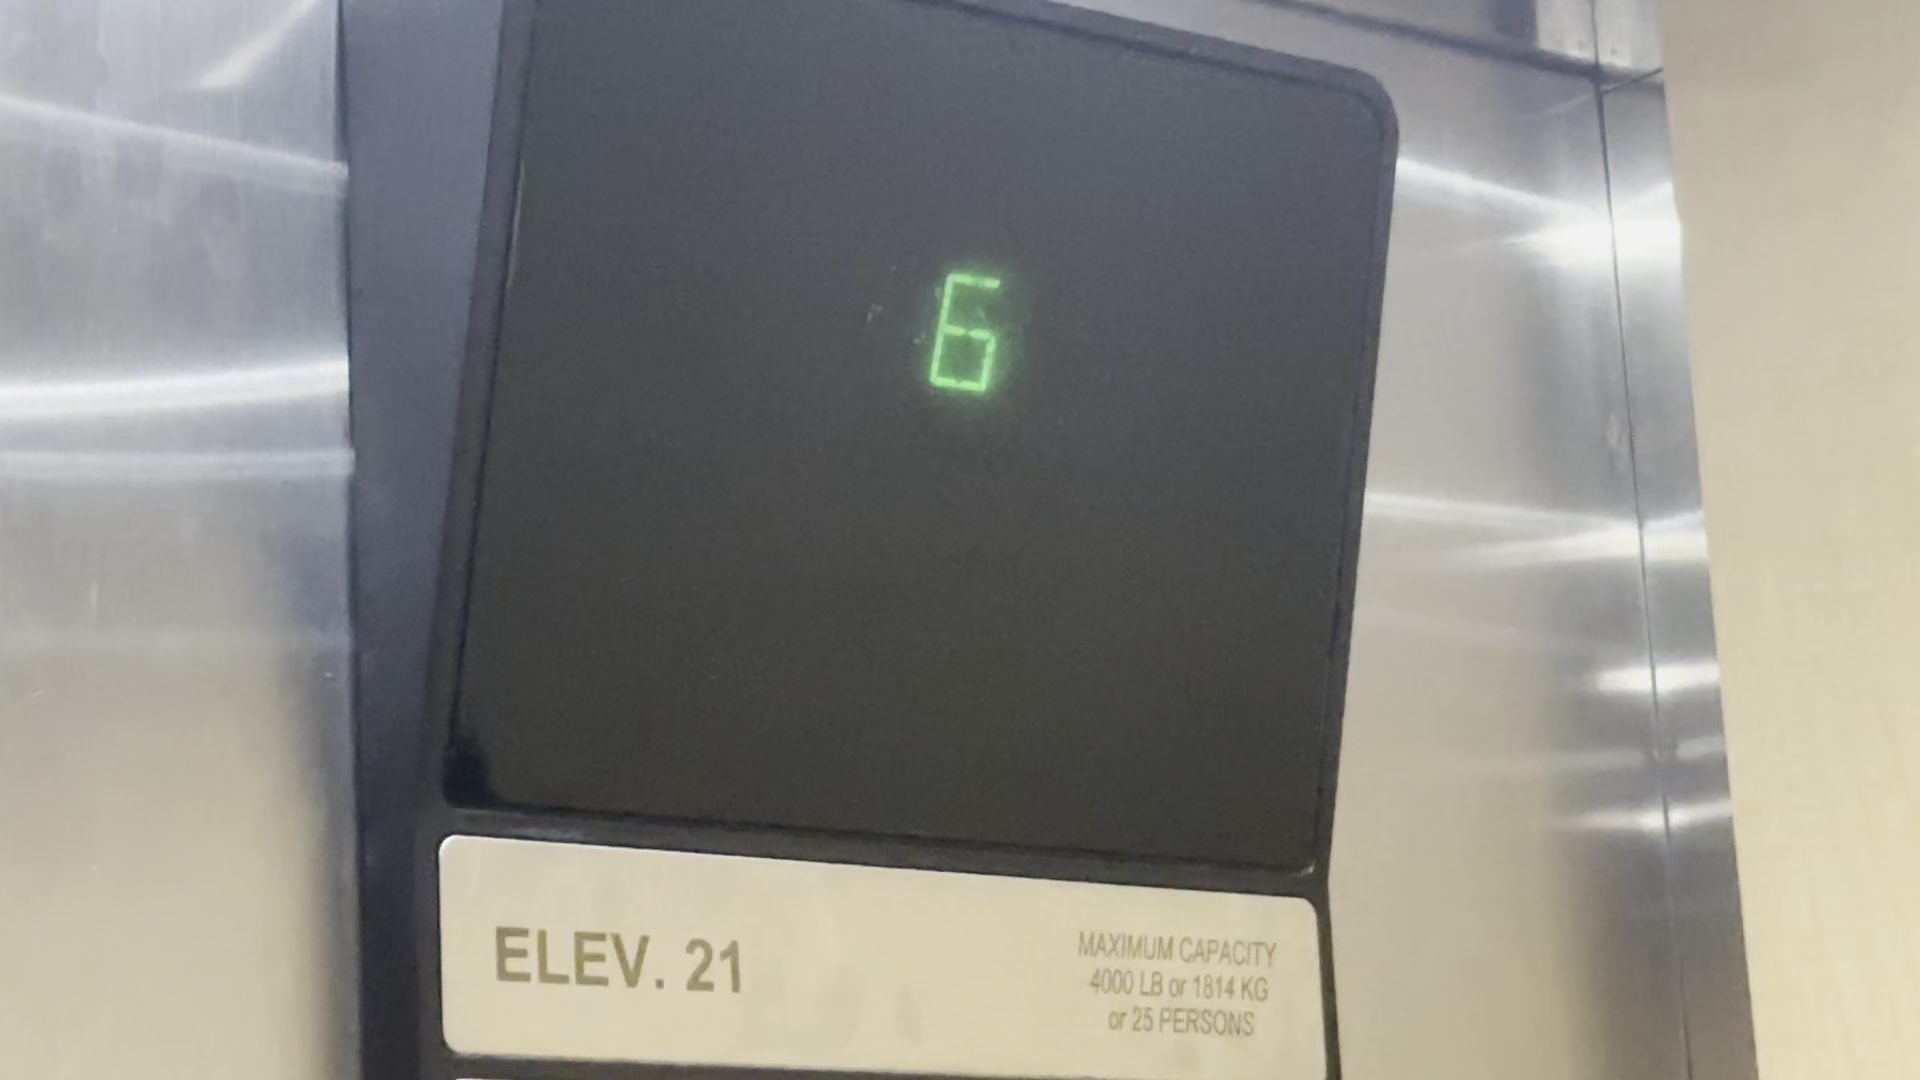 6
ELEV. 21
MAXIMUM CAPACITY
4000 LB or 1814 KG
or 25 PERSONS